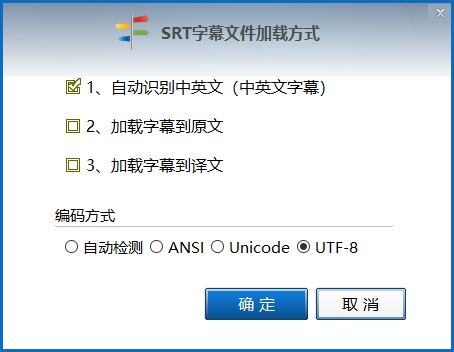 SRT字幕文件加载方式
1、自动识别中英文（中英文字幕）
2、加载字幕到原文
3、加载字幕到译文
编码方式
自动检测 ANSI Unicode UTF-8
确定 取消